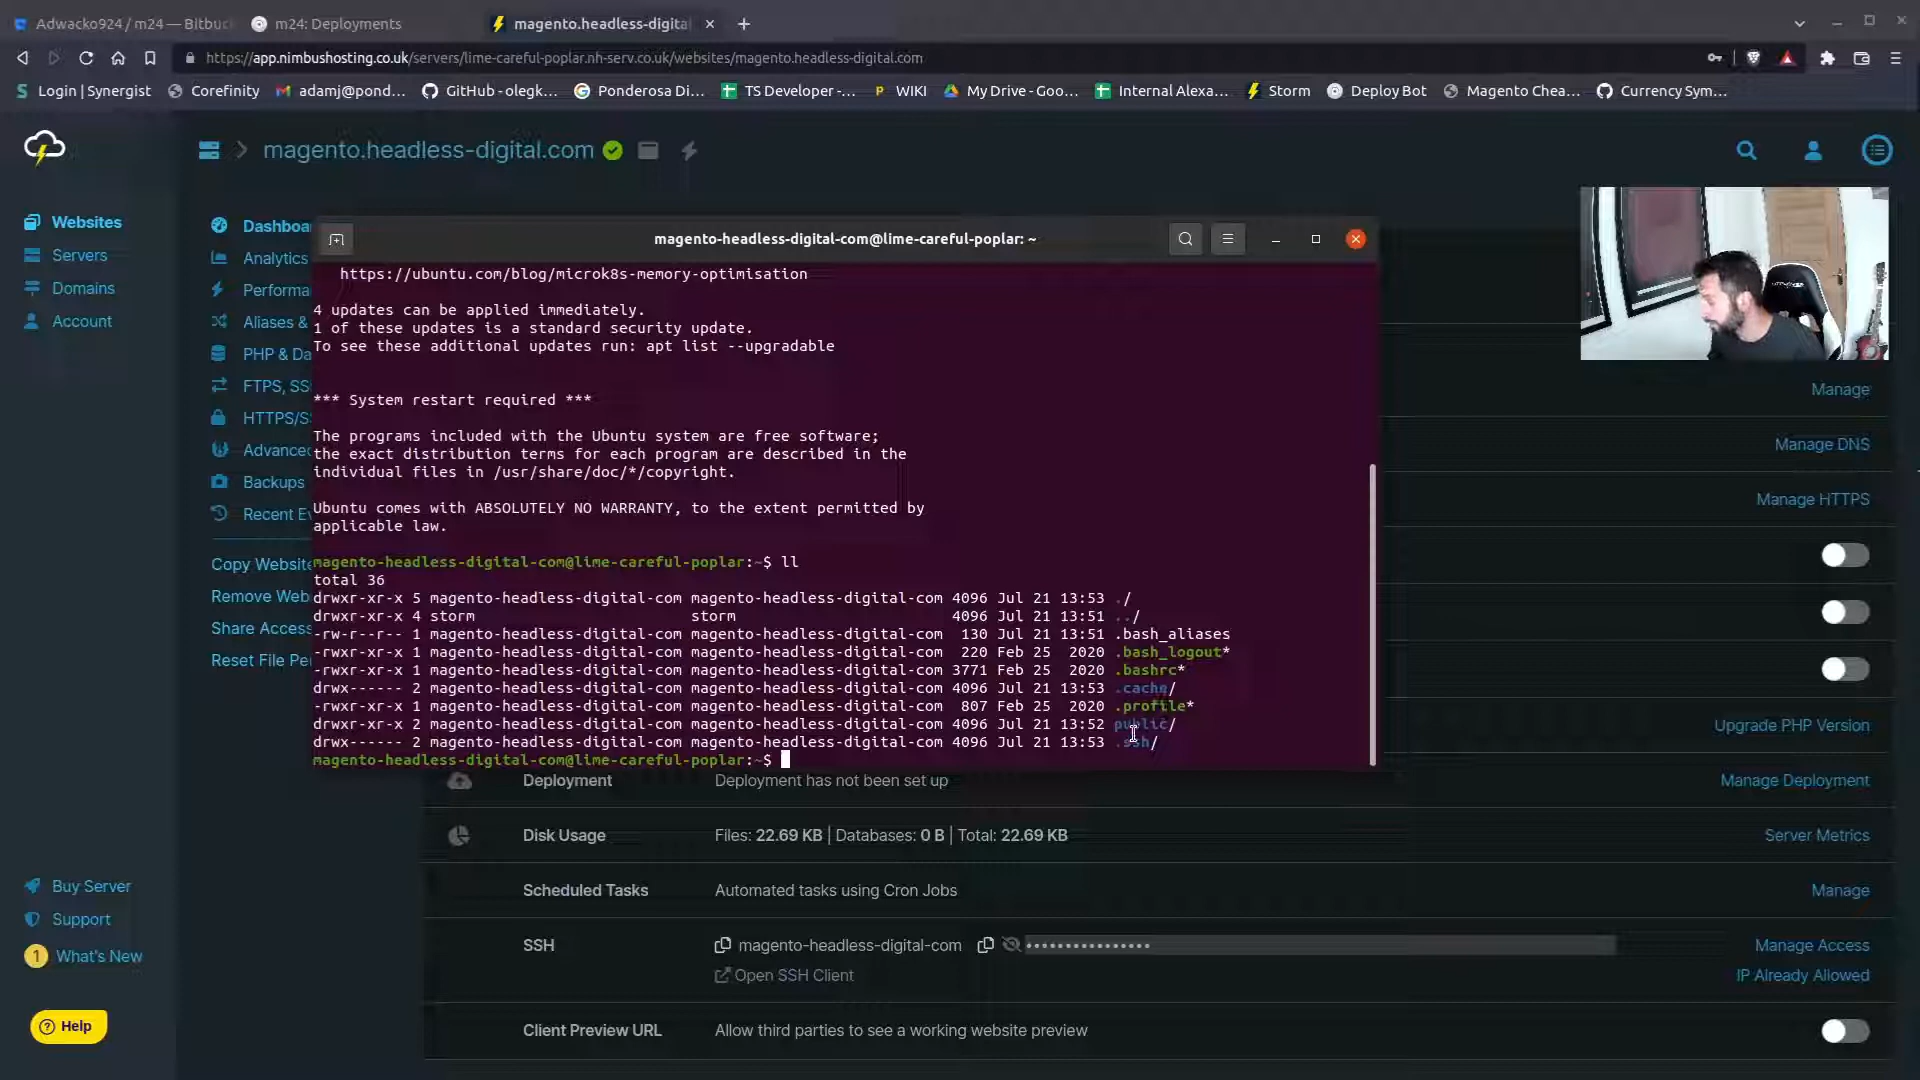 Adwacko924 / m24 — Bitbuc
m24: Deployments
magento.headless-digital
https://app.nimbushosting.co.uk/servers/lime-careful-poplar.nh-serv.co.uk/websites/magento.headless-digital.com
Login | Synergist
Corefinity
adamj@pond...
GitHub - olegk...
Ponderosa Di...
TS Developer -...
WIKI
My Drive - Goo...
Internal Alexa...
Storm
Deploy Bot
Magento Chea...
Currency Sym...
magento.headless-digital.com
Websites
Servers
Domains
Account
Dashboa
Analytics
Performa
Aliases &
PHP & Da
FTPS, SS
HTTPS/S
Advance
Backups
Recent Ev
Copy Website
Remove Web
Share Access
Reset File Pe
magento-headless-digital-com@lime-careful-poplar: ~
https://ubuntu.com/blog/microk8s-memory-optimisation
4 updates can be applied immediately.
1 of these updates is a standard security update.
To see these additional updates run: apt list --upgradable
*** System restart required ***
The programs included with the Ubuntu system are free software;
the exact distribution terms for each program are described in the
individual files in /usr/share/doc/*/copyright.
Ubuntu comes with ABSOLUTELY NO WARRANTY, to the extent permitted by
applicable law.
magento-headless-digital-com@lime-careful-poplar:~$ ll
total 36
drwxr-xr-x 5 magento-headless-digital-com magento-headless-digital-com 4096 Jul 21 13:53 ./
drwxr-xr-x 4 storm storm 4096 Jul 21 13:51 ../
-rw-r--r-- 1 magento-headless-digital-com magento-headless-digital-com 130 Jul 21 13:51 .bash_aliases
-rwxr-xr-x 1 magento-headless-digital-com magento-headless-digital-com 220 Feb 25 2020 .bash_logout*
-rwxr-xr-x 1 magento-headless-digital-com magento-headless-digital-com 3771 Feb 25 2020 .bashrc*
drwx------ 2 magento-headless-digital-com magento-headless-digital-com 4096 Jul 21 13:53 .cache/
-rwxr-xr-x 1 magento-headless-digital-com magento-headless-digital-com 807 Feb 25 2020 .profile*
drwxr-xr-x 2 magento-headless-digital-com magento-headless-digital-com 4096 Jul 21 13:52 public/
drwx------ 2 magento-headless-digital-com magento-headless-digital-com 4096 Jul 21 13:53 .ssh/
magento-headless-digital-com@lime-careful-poplar:~$
Manage
Manage DNS
Manage HTTPS
Upgrade PHP Version
Deployment
Deployment has not been set up
Manage Deployment
Disk Usage
Files: 22.69 KB | Databases: 0 B | Total: 22.69 KB
Server Metrics
Scheduled Tasks
Automated tasks using Cron Jobs
Manage
SSH
magento-headless-digital-com
••••••••••••••••
Manage Access
Open SSH Client
IP Already Allowed
Client Preview URL
Allow third parties to see a working website preview
Buy Server
Support
1
What's New
Help